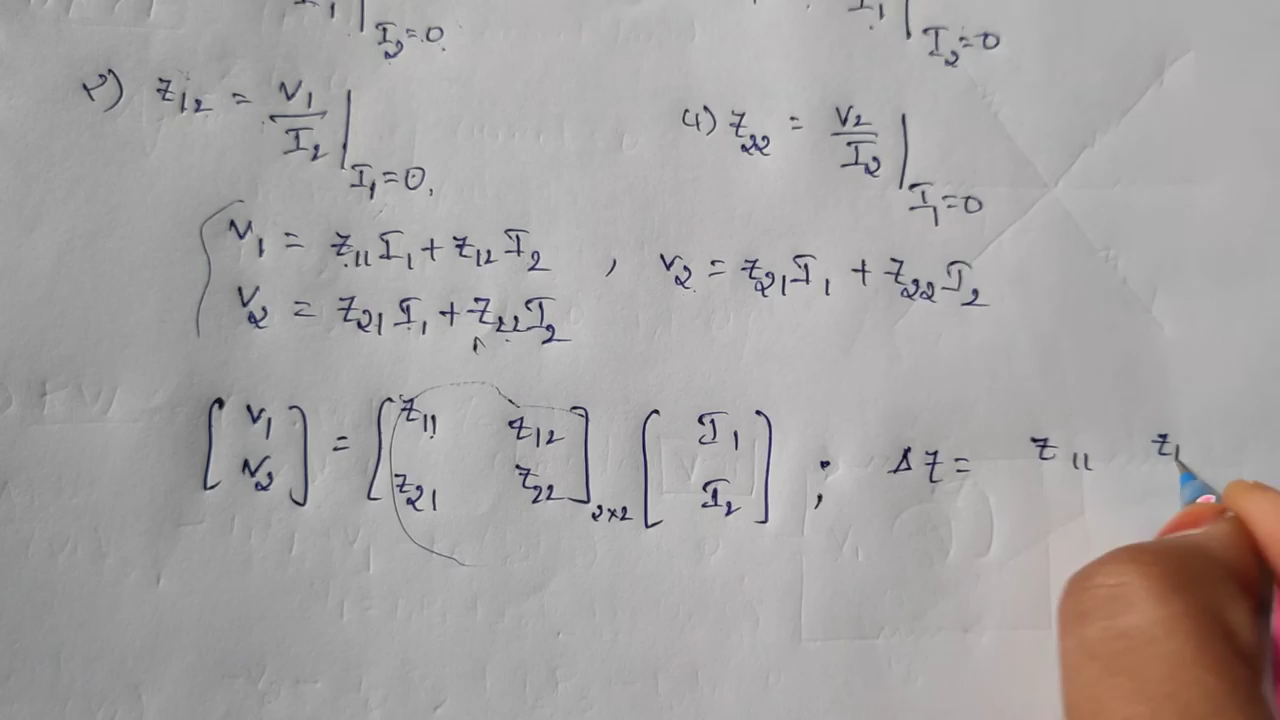 I₂=0
I₁ | I₂=0
2) Z₁₂ = V₁/I₂ | I₁=0,
4) Z₂₂ = V₂/I₂ | I₁=0
V₁ = Z₁₁I₁ + Z₁₂I₂ , V₂ = Z₂₁I₁ + Z₂₂I₂
V₂ = Z₂₁I₁ + Z₂₂I₂
[V₁ V₂] = [Z₁₁ Z₁₂ Z₂₁ Z₂₂]₂ₓ₂ [I₁ I₂] ; ΔZ = Z₁₁ Z₁